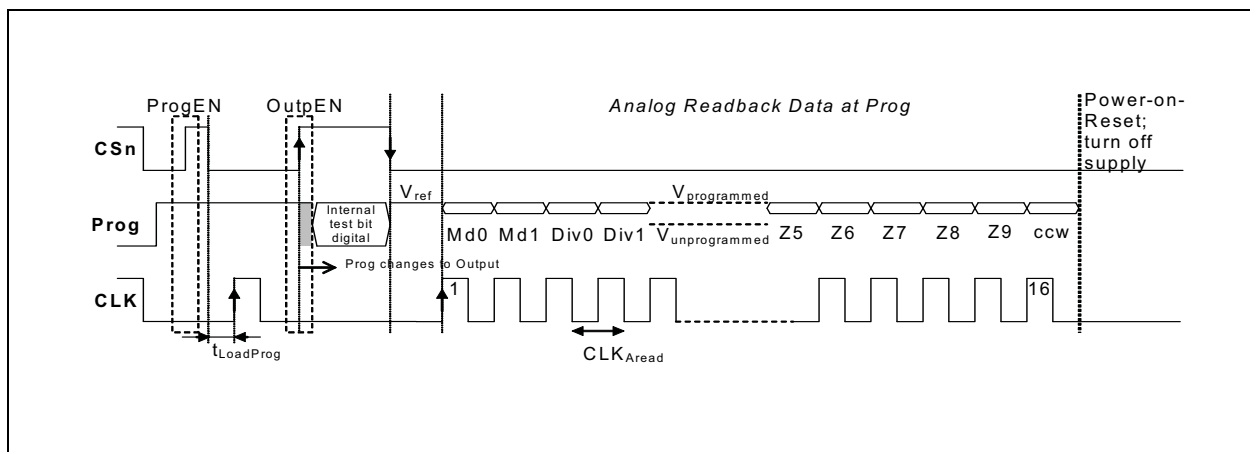 ProgEN
OutpEN
Analog Readback Data at Prog
Power-on-
Reset;
turn off
supply
CSn
Vref
Vprogrammed
Prog
Internal
test bit
digital
Md0 Md1 Div0 Div1 Vunprogrammed Z5 Z6 Z7 Z8 Z9 ccw
Prog changes to Output
CLK
1
16
tLoadProg
CLKAread